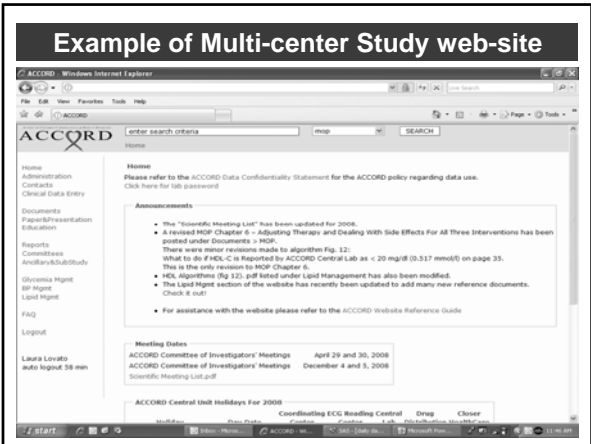 Example of Multi-center Study web-site
ACCORD - Windows Internet Explorer
Live Search
File Edit View Favorites Tools Help
ACCORD
Page Tools
ACCORD
enter search criteria mop SEARCH
Home
Home
Administration
Contacts
Clinical Data Entry
Documents
Paper&Presentation
Education
Reports
Committees
Ancillary&SubStudy
Glycemia Mgmt
BP Mgmt
Lipid Mgmt
FAQ
Logout
Laura Lovato
auto logout 58 min
Home
Please refer to the ACCORD Data Confidentiality Statement for the ACCORD policy regarding data use.
Click here for lab password
Announcements
The "Scientific Meeting List" has been updated for 2008.
A revised MOP Chapter 6 – Adjusting Therapy and Dealing With Side Effects For All Three Interventions has been
posted under Documents > MOP.
There were minor revisions made to algorithm Fig. 12:
What to do if HDL-C is Reported by ACCORD Central Lab as < 20 mg/dl (0.517 mmol/l) on page 35.
This is the only revision to MOP Chapter 6.
HDL Algorithms (fig 12). pdf listed under Lipid Management has also been modified.
The Lipid Mgmt section of the website has recently been updated to add many new reference documents.
Check it out!
For assistance with the website please refer to the ACCORD Website Reference Guide
Meeting Dates
ACCORD Committee of Investigators' Meetings April 29 and 30, 2008
ACCORD Committee of Investigators' Meetings December 4 and 5, 2008
Scientific Meeting List.pdf
ACCORD Central Unit Holidays For 2008
Coordinating ECG Reading Central Drug Closer
start
11:46 AM